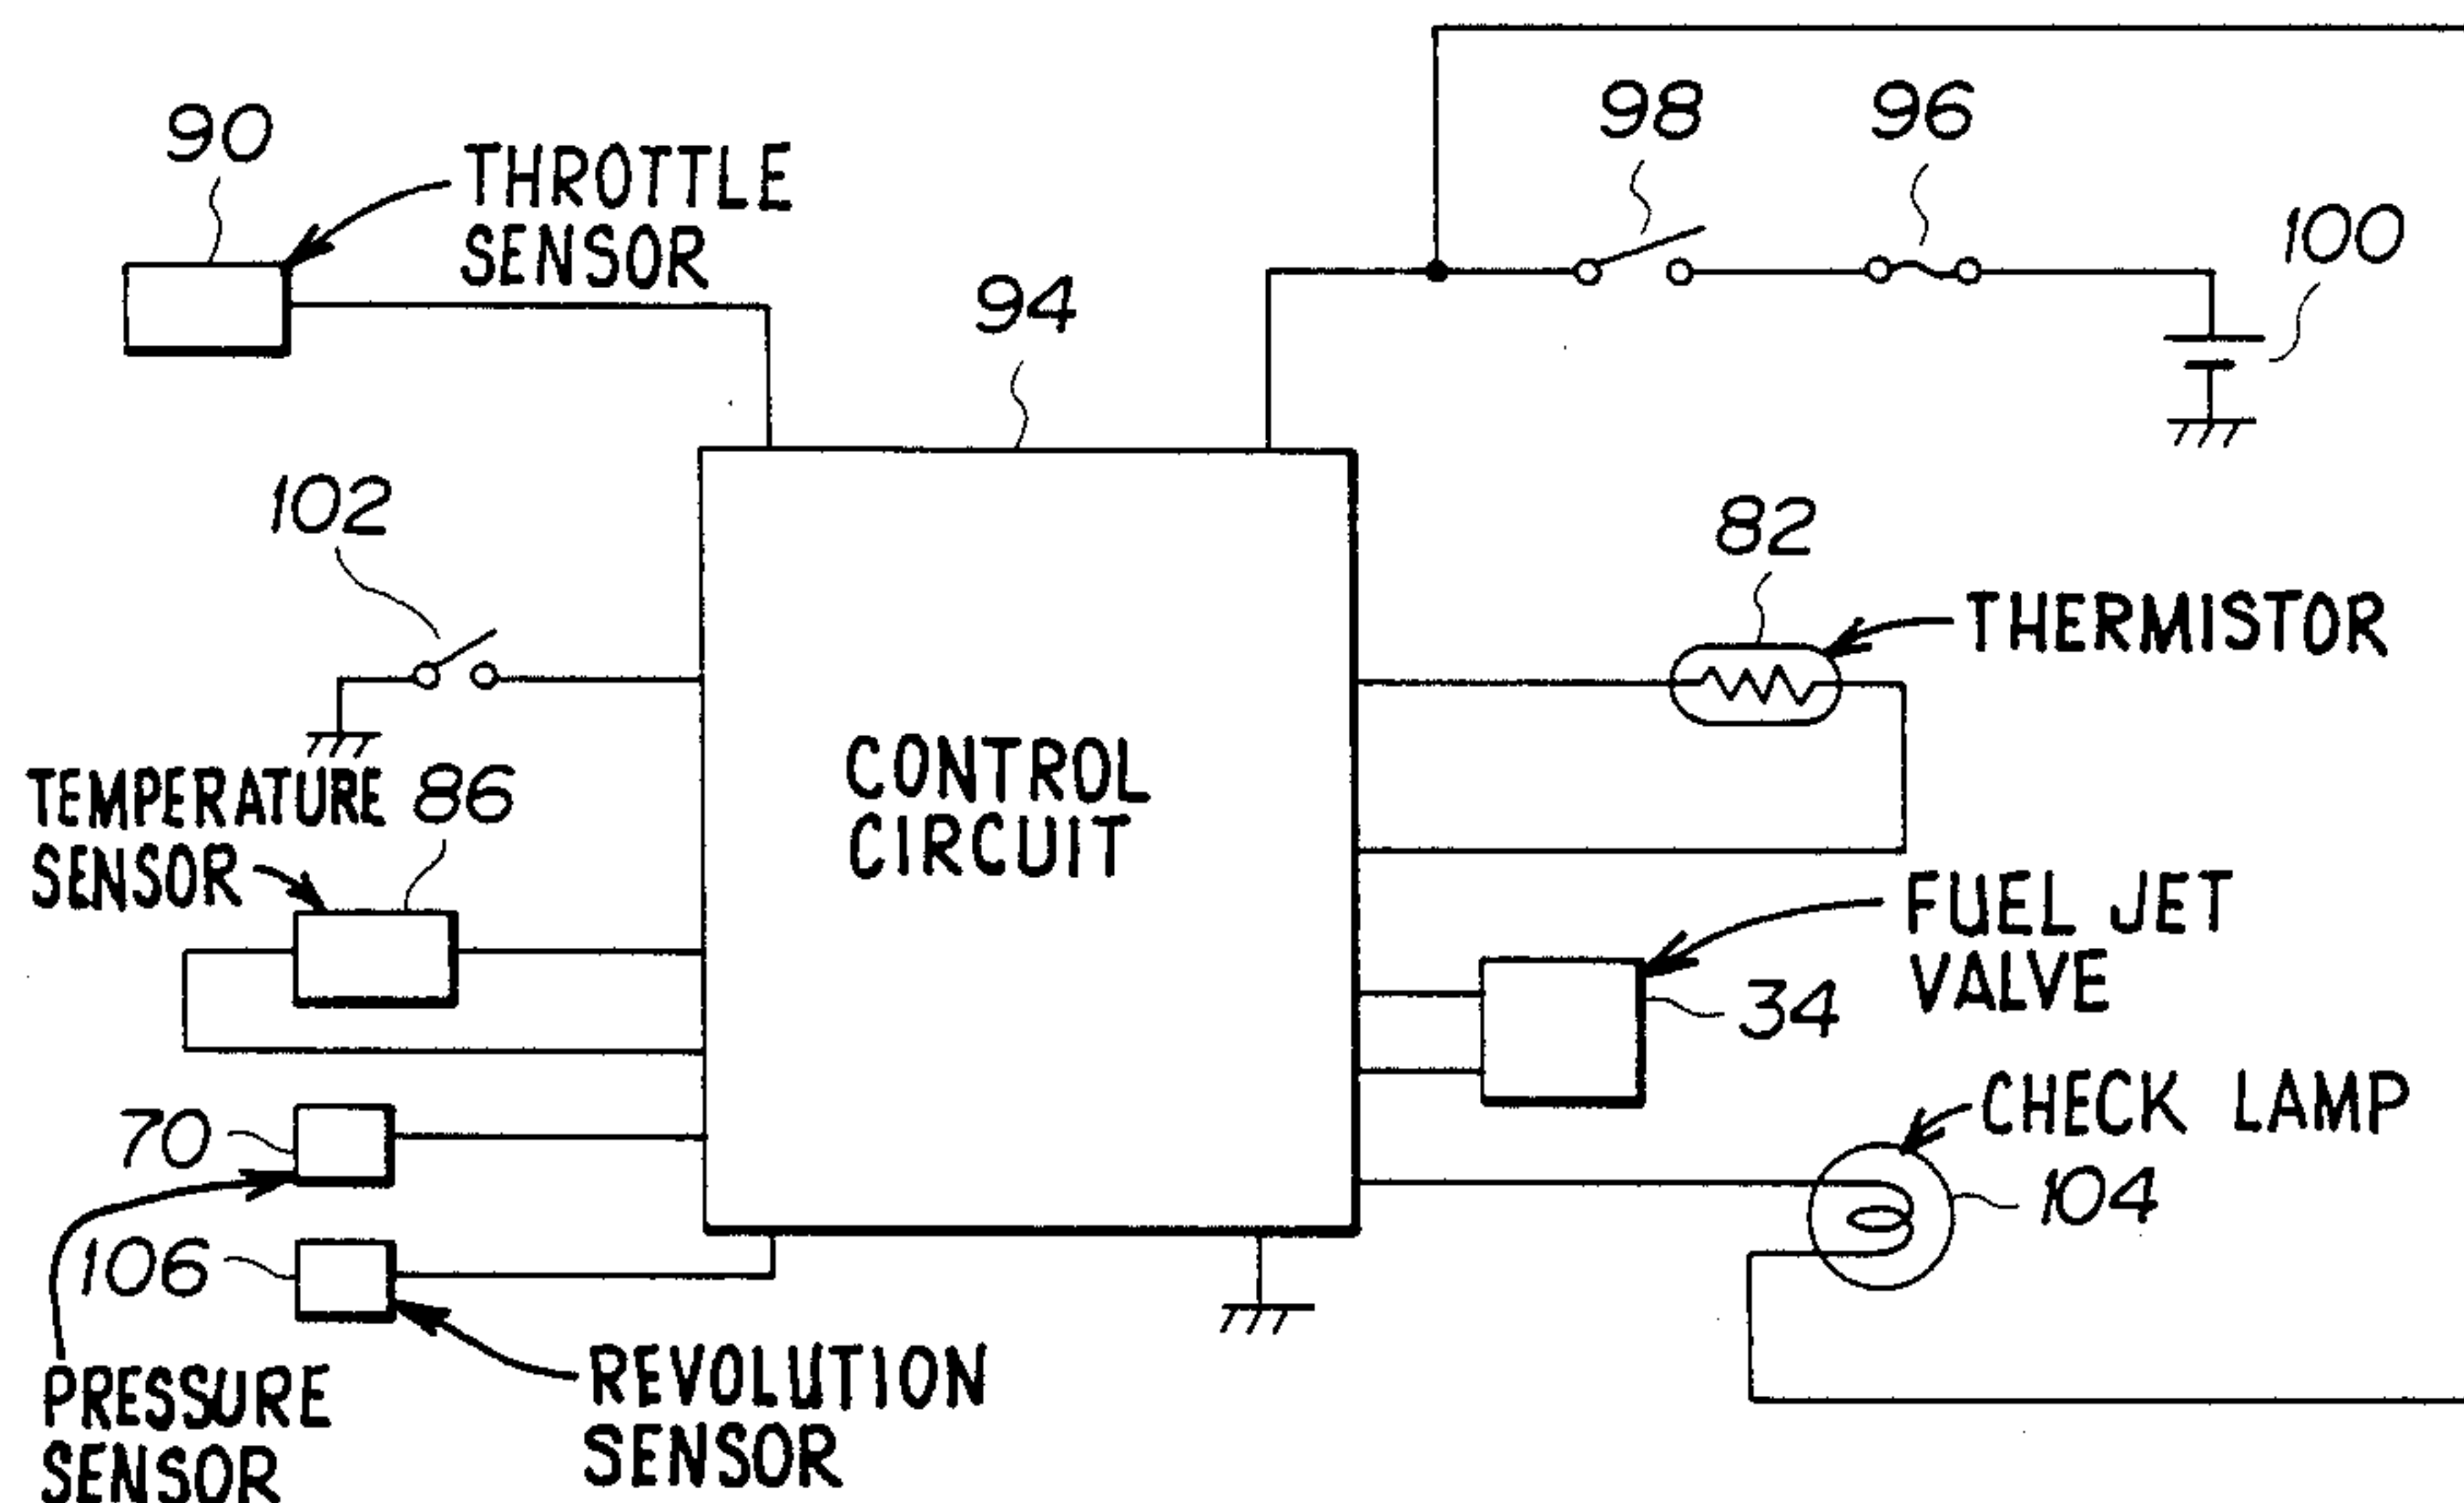 90
THROTTLE
SENSOR
98
96
100
94
102
82
THERMISTOR
TEMPERATURE 86
SENSOR
CONTROL
CIRCUIT
FUEL JET
VALVE
34
CHECK LAMP
104
70
106
PRESSURE
SENSOR
REVOLUTION
SENSOR